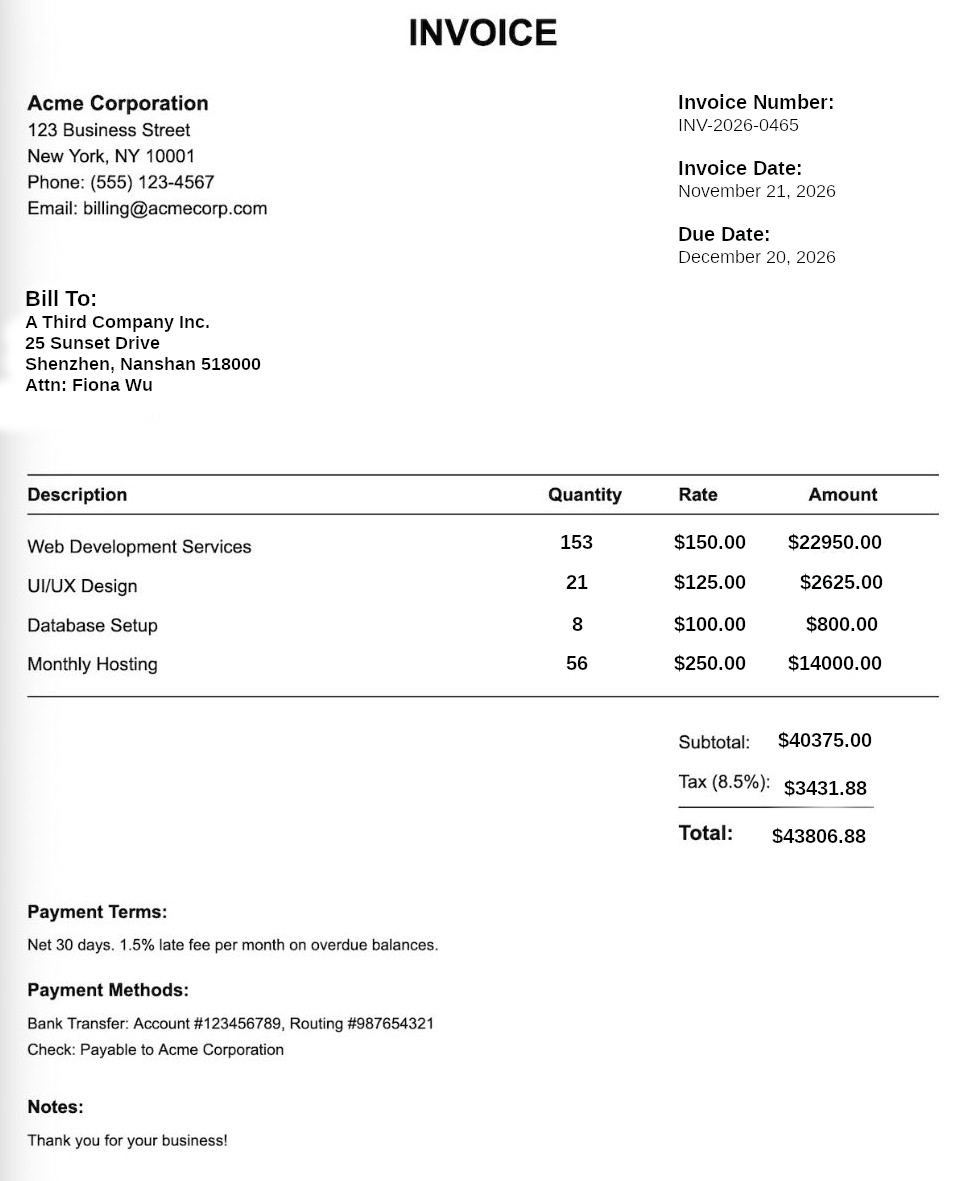 INVOICE
Acme Corporation
123 Business Street
New York, NY 10001
Phone: (555) 123-4567
Email: billing@acmecorp.com
Invoice Number:
INV-2026-0465
Invoice Date:
November 21, 2026
Due Date:
December 20, 2026
Bill To:
A Third Company Inc.
25 Sunset Drive
Shenzhen, Nanshan 518000
Attn: Fiona Wu
Description Quantity Rate Amount
Web Development Services 153 $150.00 $22950.00
UI/UX Design 21 $125.00 $2625.00
Database Setup 8 $100.00 $800.00
Monthly Hosting 56 $250.00 $14000.00
Subtotal: $40375.00
Tax (8.5%): $3431.88
Total: $43806.88
Payment Terms:
Net 30 days. 1.5% late fee per month on overdue balances.
Payment Methods:
Bank Transfer: Account #123456789, Routing #987654321
Check: Payable to Acme Corporation
Notes:
Thank you for your business!